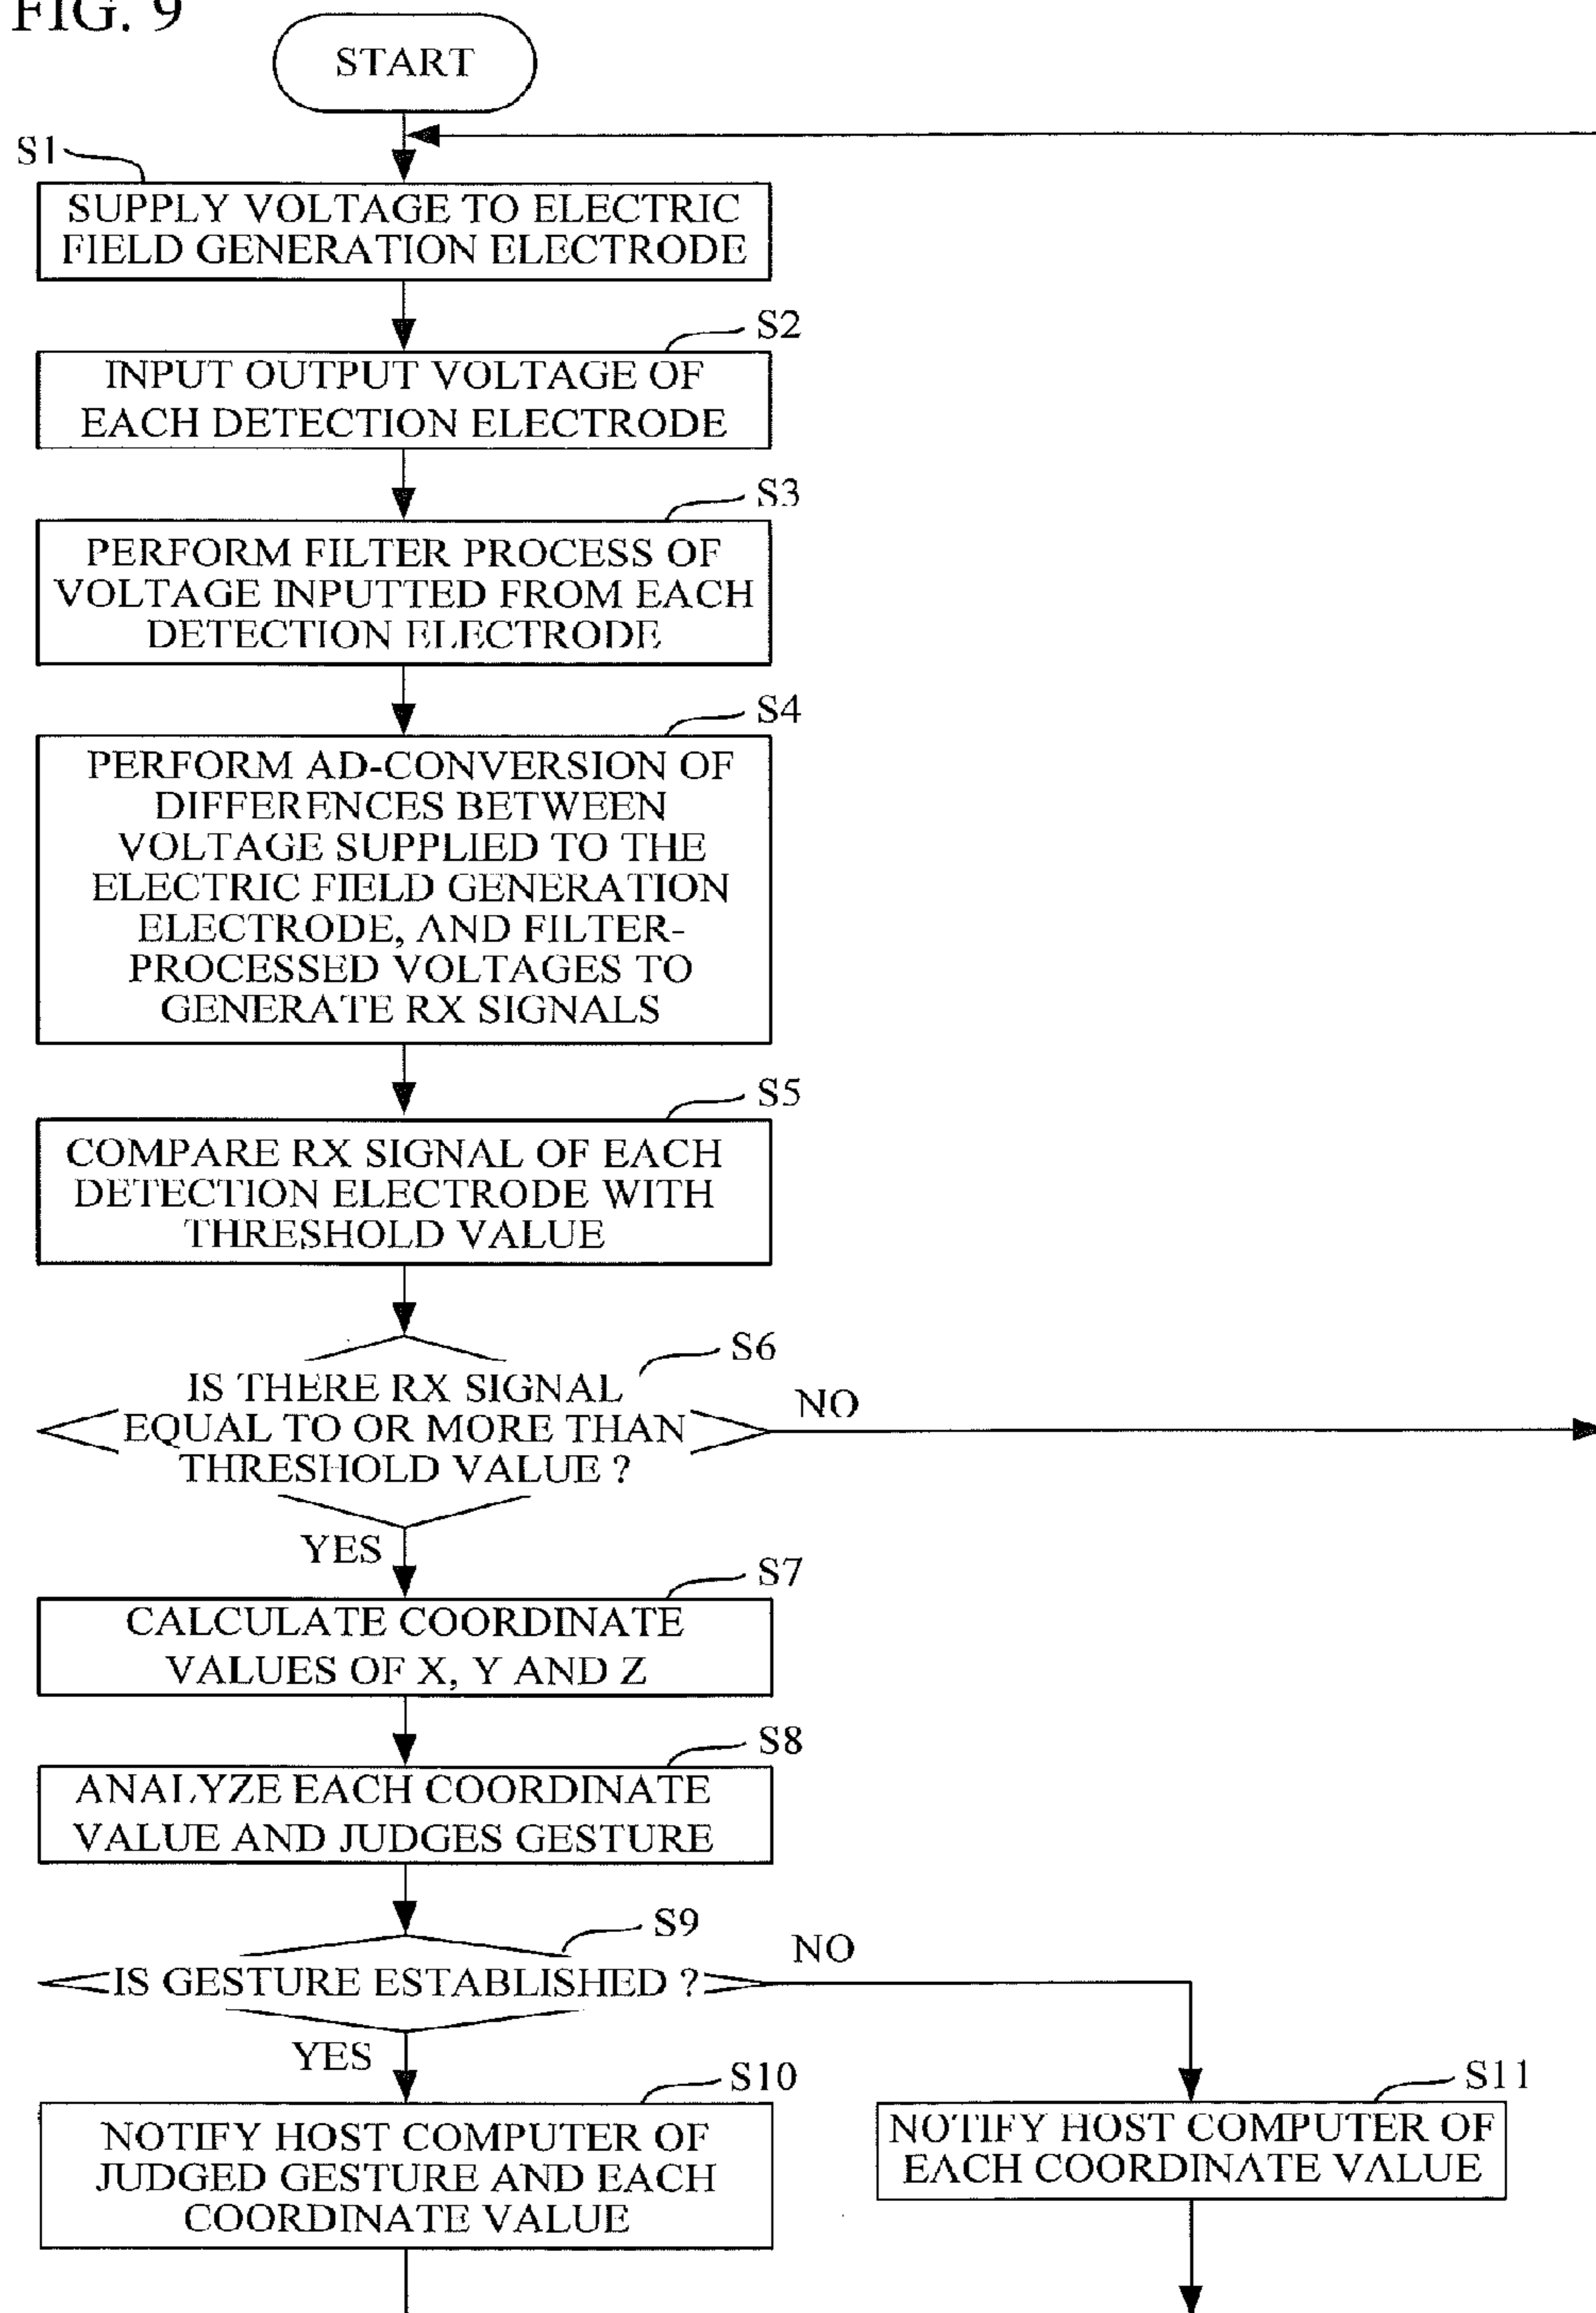 FIG. 9
START
S1
SUPPLY VOLTAGE TO ELECTRIC
FIELD GENERATION ELECTRODE
S2
INPUT OUTPUT VOLTAGE OF
EACH DETECTION ELECTRODE
S3
PERFORM FILTER PROCESS OF
VOLTAGE INPUTTED FROM EACH
DETECTION ELECTRODE
S4
PERFORM AD-CONVERSION OF
DIFFERENCES BETWEEN
VOLTAGE SUPPLIED TO THE
ELECTRIC FIELD GENERATION
ELECTRODE, AND FILTER-
PROCESSED VOLTAGES TO
GENERATE RX SIGNALS
S5
COMPARE RX SIGNAL OF EACH
DETECTION ELECTRODE WITH
THRESHOLD VALUE
S6
IS THERE RX SIGNAL
EQUAL TO OR MORE THAN
THRESHOLD VALUE ?
NO
YES
S7
CALCULATE COORDINATE
VALUES OF X, Y AND Z
S8
ANALYZE EACH COORDINATE
VALUE AND JUDGES GESTURE
S9
IS GESTURE ESTABLISHED ?
NO
YES
S10
NOTIFY HOST COMPUTER OF
JUDGED GESTURE AND EACH
COORDINATE VALUE
S11
NOTIFY HOST COMPUTER OF
EACH COORDINATE VALUE